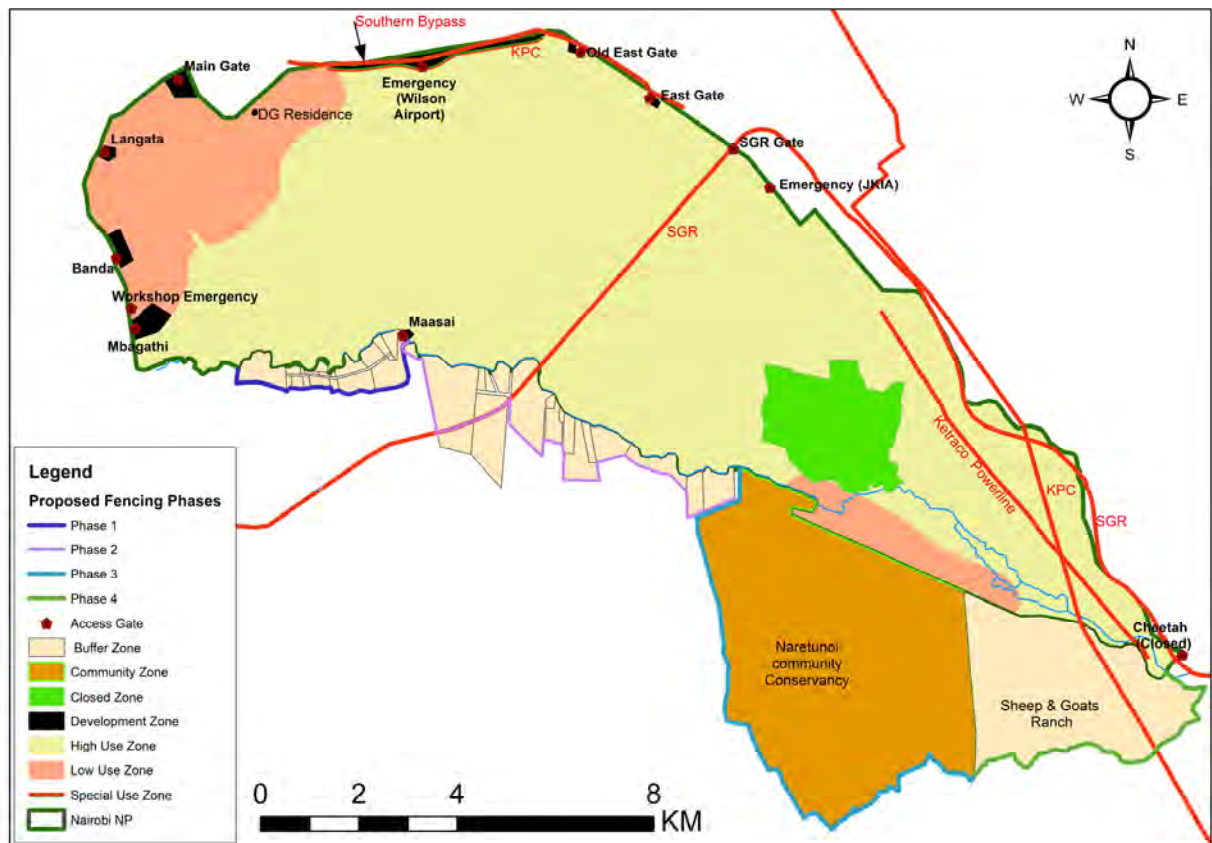 Southern Bypass
KPC
Old East Gate
Main Gate
Emergency
(Wilson
Airport)
East Gate
DG Residence
Langata
SGR Gate
Emergency (JKIA)
SGR
Banda
Workshop Emergency
Mbagathi
Maasai
N
W
E
S
Ketraco Powerline
KPC
SGR
Cheetah
(Closed)
Naretunoi
community
Conservancy
Sheep & Goats
Ranch
Legend
Proposed Fencing Phases
Phase 1
Phase 2
Phase 3
Phase 4
Access Gate
Buffer Zone
Community Zone
Closed Zone
Development Zone
High Use Zone
Low Use Zone
Special Use Zone
Nairobi NP
0 2 4 8
KM